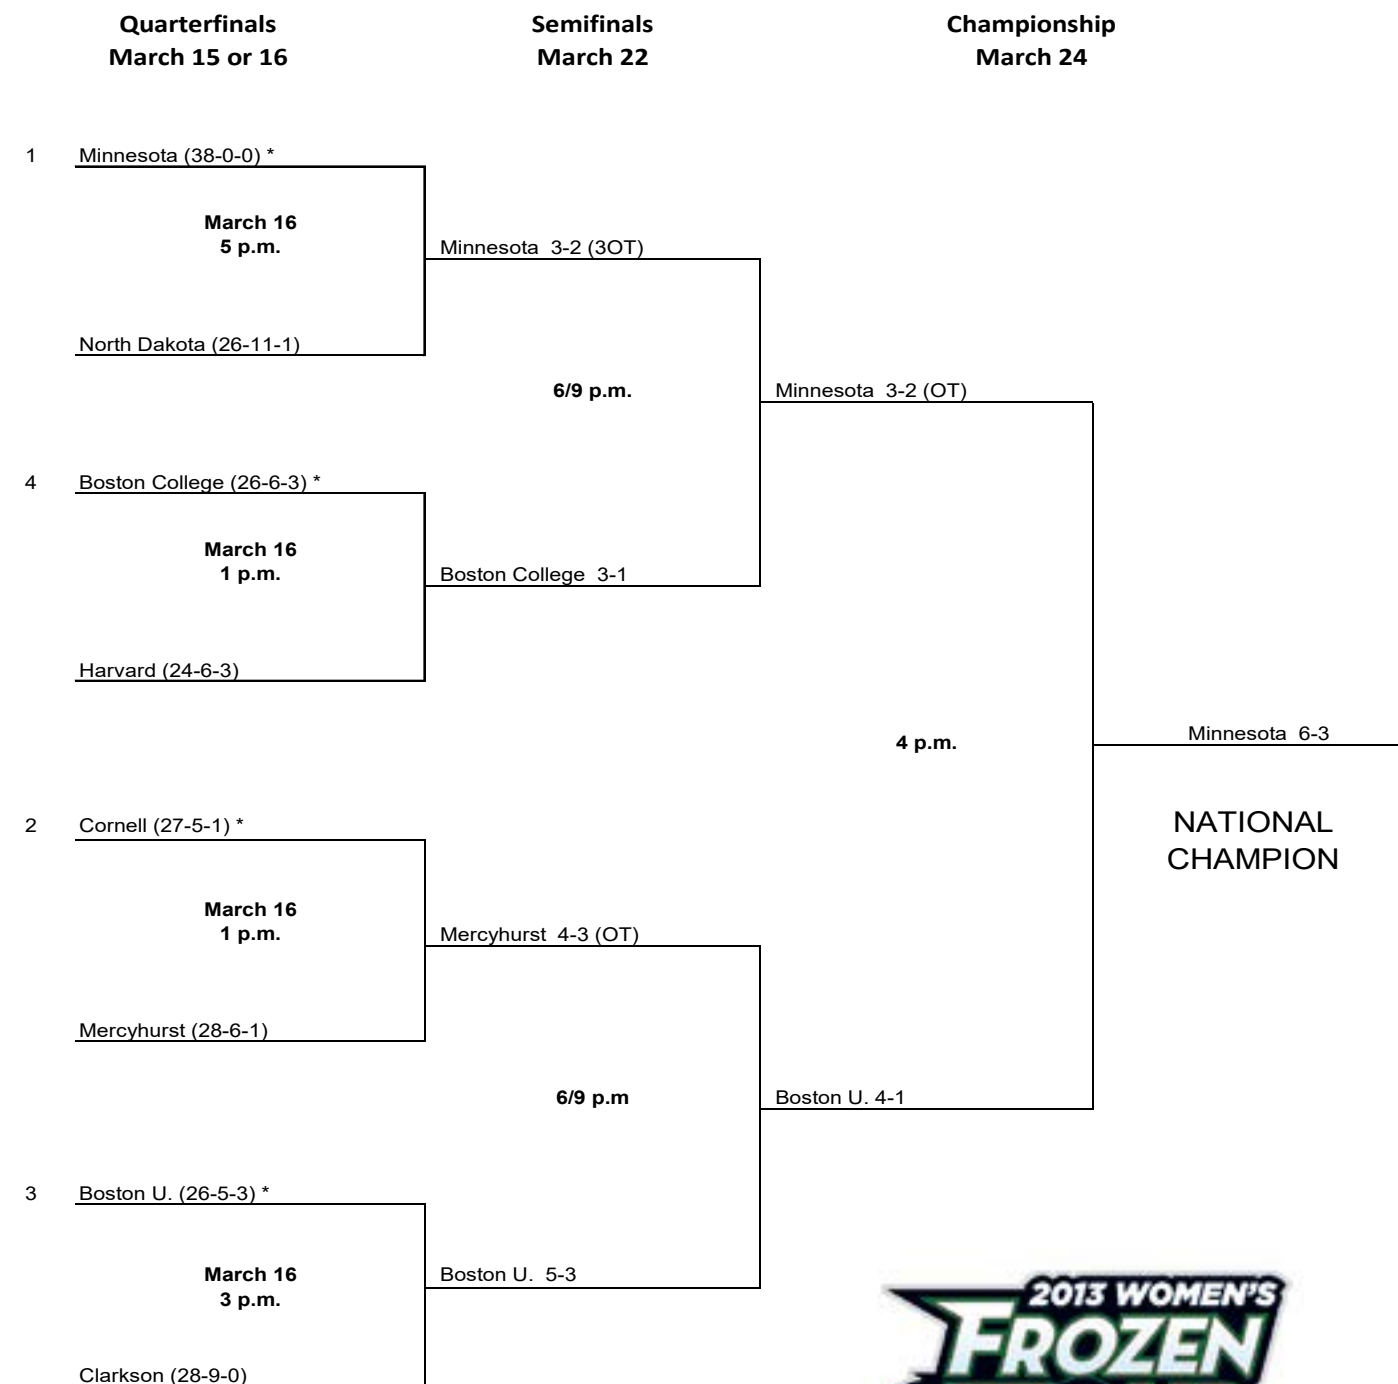 Quarterfinals
March 15 or 16
Semifinals
March 22
Championship
March 24
1 Minnesota (38-0-0) *
March 16
5 p.m.
Minnesota 3-2 (3OT)
North Dakota (26-11-1)
6/9 p.m.
Minnesota 3-2 (OT)
4 Boston College (26-6-3) *
March 16
1 p.m.
Boston College 3-1
Harvard (24-6-3)
4 p.m.
Minnesota 6-3
NATIONAL
CHAMPION
2 Cornell (27-5-1) *
March 16
1 p.m.
Mercyhurst 4-3 (OT)
Mercyhurst (28-6-1)
6/9 p.m
Boston U. 4-1
3 Boston U. (26-5-3) *
March 16
3 p.m.
Boston U. 5-3
Clarkson (28-9-0)
2013 WOMEN'S
FROZEN